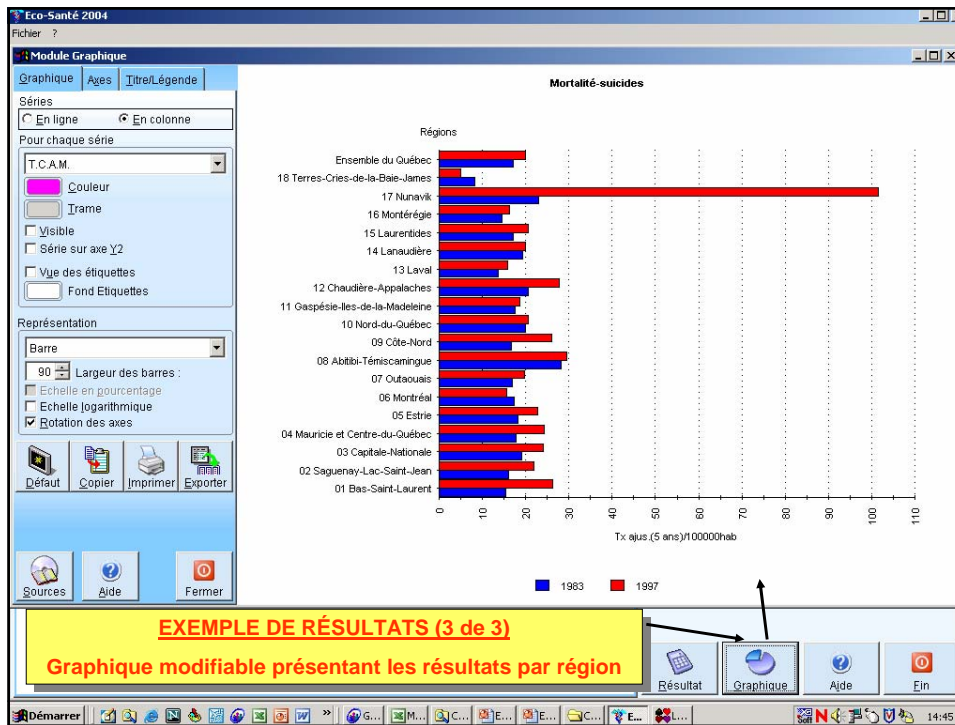 Eco-Santé 2004
Fichier ?
Module Graphique
Graphique Axes Titre/Légende
Séries
En ligne En colonne
Pour chaque série
T.C.A.M.
Couleur
Trame
Visible
Série sur axe Y2
Vue des étiquettes
Fond Etiquettes
Représentation
Barre
90 Largeur des barres :
Echelle en pourcentage
Echelle logarithmique
Rotation des axes
Défaut Copier Imprimer Exporter
Sources Aide Fermer
Mortalité-suicides
Régions
Ensemble du Québec
18 Terres-Cries-de-la-Baie-James
17 Nunavik
16 Montérégie
15 Laurentides
14 Lanaudière
13 Laval
12 Chaudière-Appalaches
11 Gaspésie-Iles-de-la-Madeleine
10 Nord-du-Québec
09 Côte-Nord
08 Abitibi-Témiscamingue
07 Outaouais
06 Montréal
05 Estrie
04 Mauricie et Centre-du-Québec
03 Capitale-Nationale
02 Saguenay-Lac-Saint-Jean
01 Bas-Saint-Laurent
0 10 20 30 40 50 60 70 80 90 100 110
Tx ajus.(5 ans)/100000hab
1983 1997
EXEMPLE DE RÉSULTATS (3 de 3)
Graphique modifiable présentant les résultats par région
Résultat Graphique Aide Fin
Démarrer » G... M... C... E... E... C... E... L... 14:45